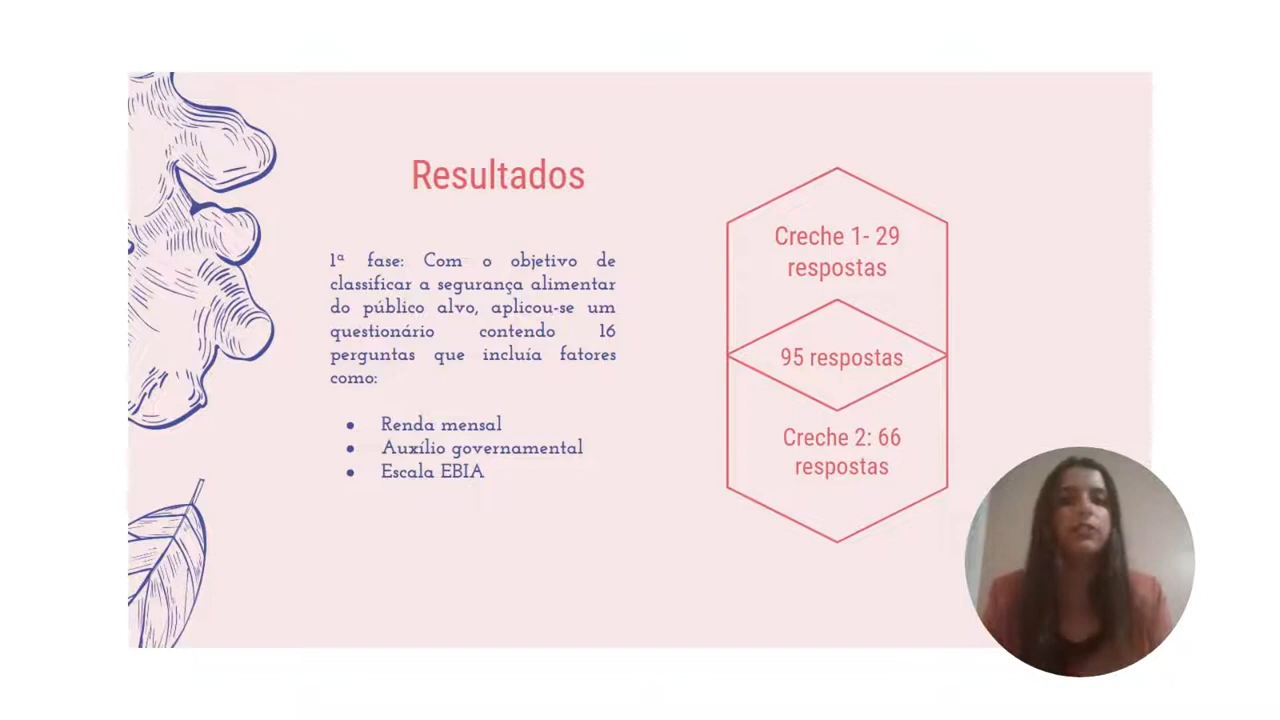 Resultados
1ª fase: Com o objetivo de
classificar a segurança alimentar
do público alvo, aplicou-se um
questionário contendo 16
perguntas que incluía fatores
como:
● Renda mensal
● Auxílio governamental
● Escala EBIA
Creche 1- 29
respostas
95 respostas
Creche 2: 66
respostas